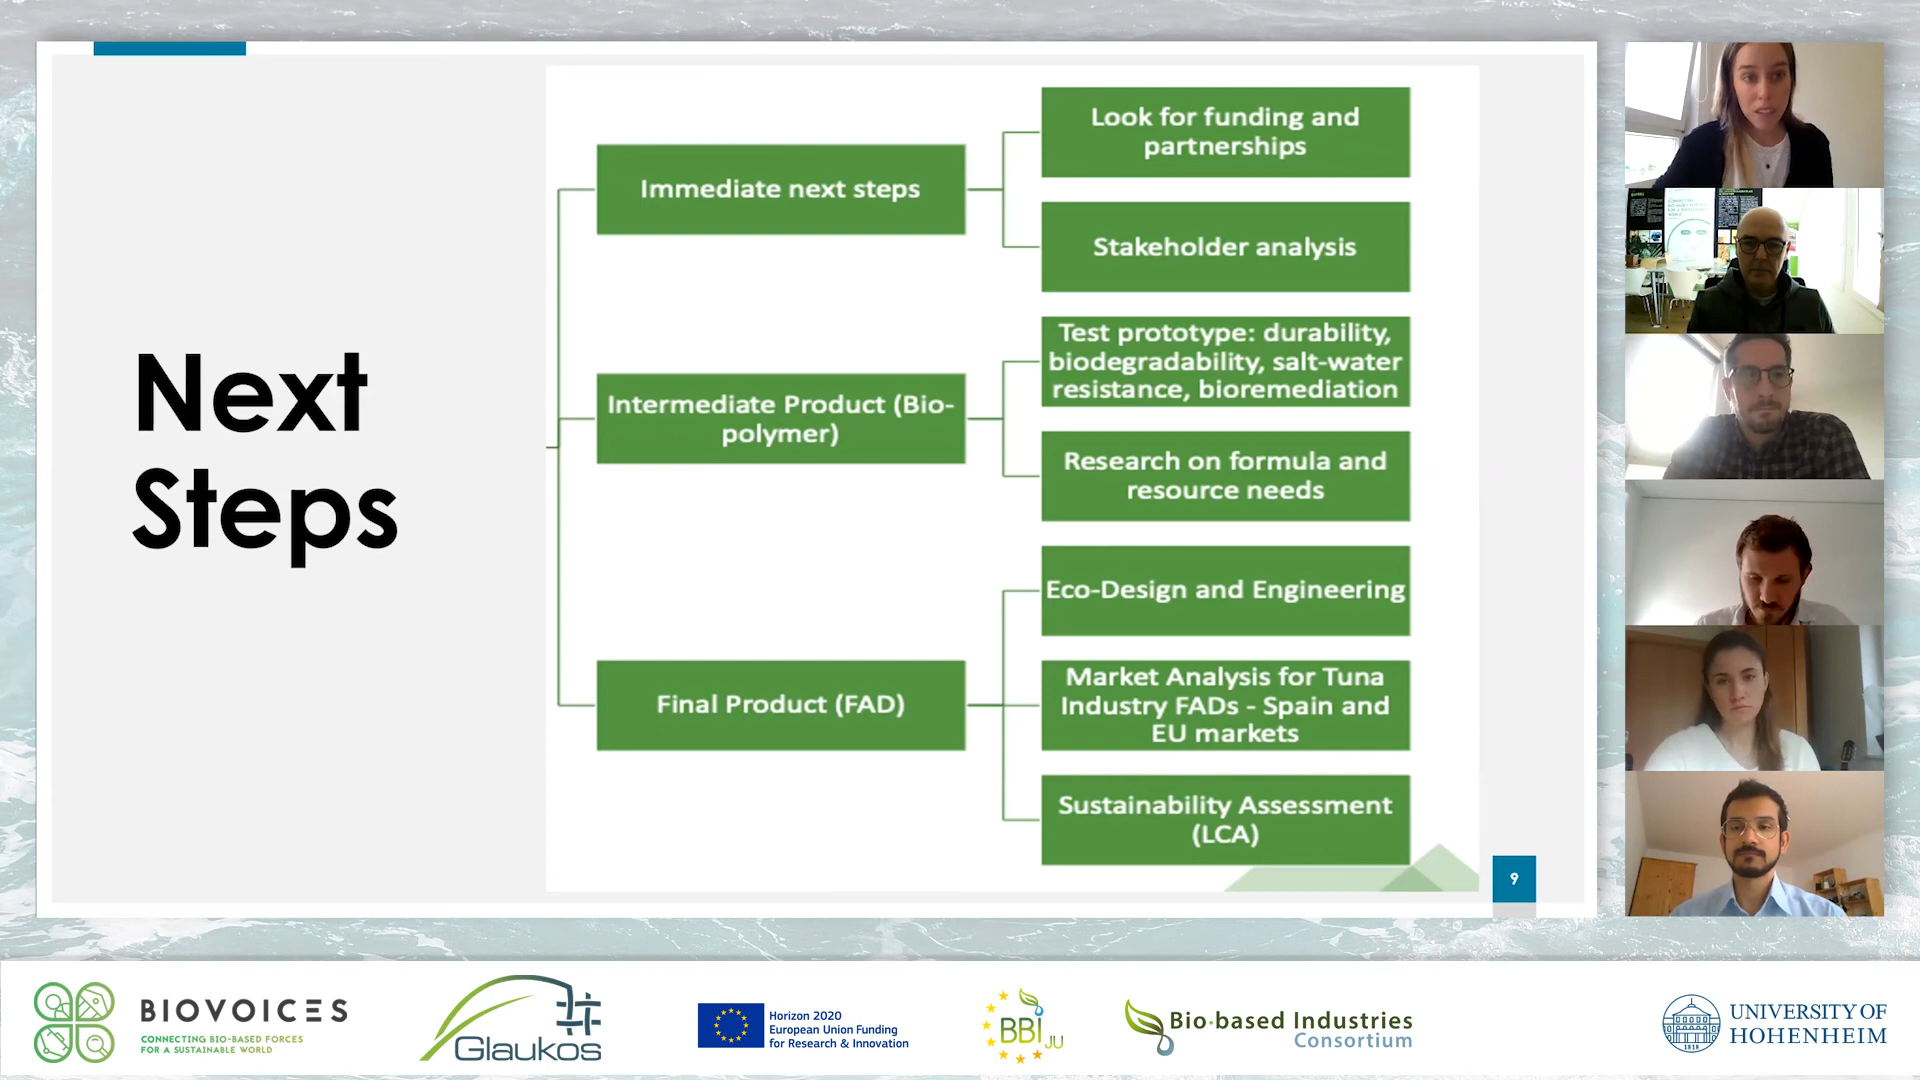 Next
Steps
Immediate next steps
Look for funding and
partnerships
Stakeholder analysis
Intermediate Product (Bio-
polymer)
Test prototype: durability,
biodegradability, salt-water
resistance, bioremediation
Research on formula and
resource needs
Final Product (FAD)
Eco-Design and Engineering
Market Analysis for Tuna
Industry FADs - Spain and
EU markets
Sustainability Assessment
(LCA)
9
BIOVOICES
CONNECTING BIO-BASED FORCES
FOR A SUSTAINABLE WORLD
Glaukos
Horizon 2020
European Union Funding
for Research & Innovation
BBI JU
Bio-based Industries
Consortium
1818
UNIVERSITY OF
HOHENHEIM